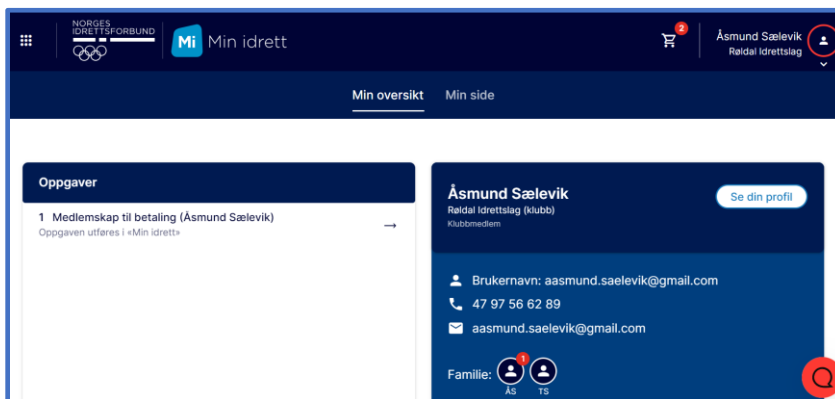 NORGES
IDRETTSFORBUND
Mi Min idrett
2
Åsmund Sælevik
Røldal Idrettslag
Min oversikt Min side
Oppgaver
1 Medlemskap til betaling (Åsmund Sælevik)
Oppgaven utføres i «Min idrett»
→
Åsmund Sælevik
Røldal Idrettslag (klubb)
Klubbmedlem
Se din profil
Brukernavn: aasmund.saelevik@gmail.com
47 97 56 62 89
aasmund.saelevik@gmail.com
Familie:
1
ÅS TS